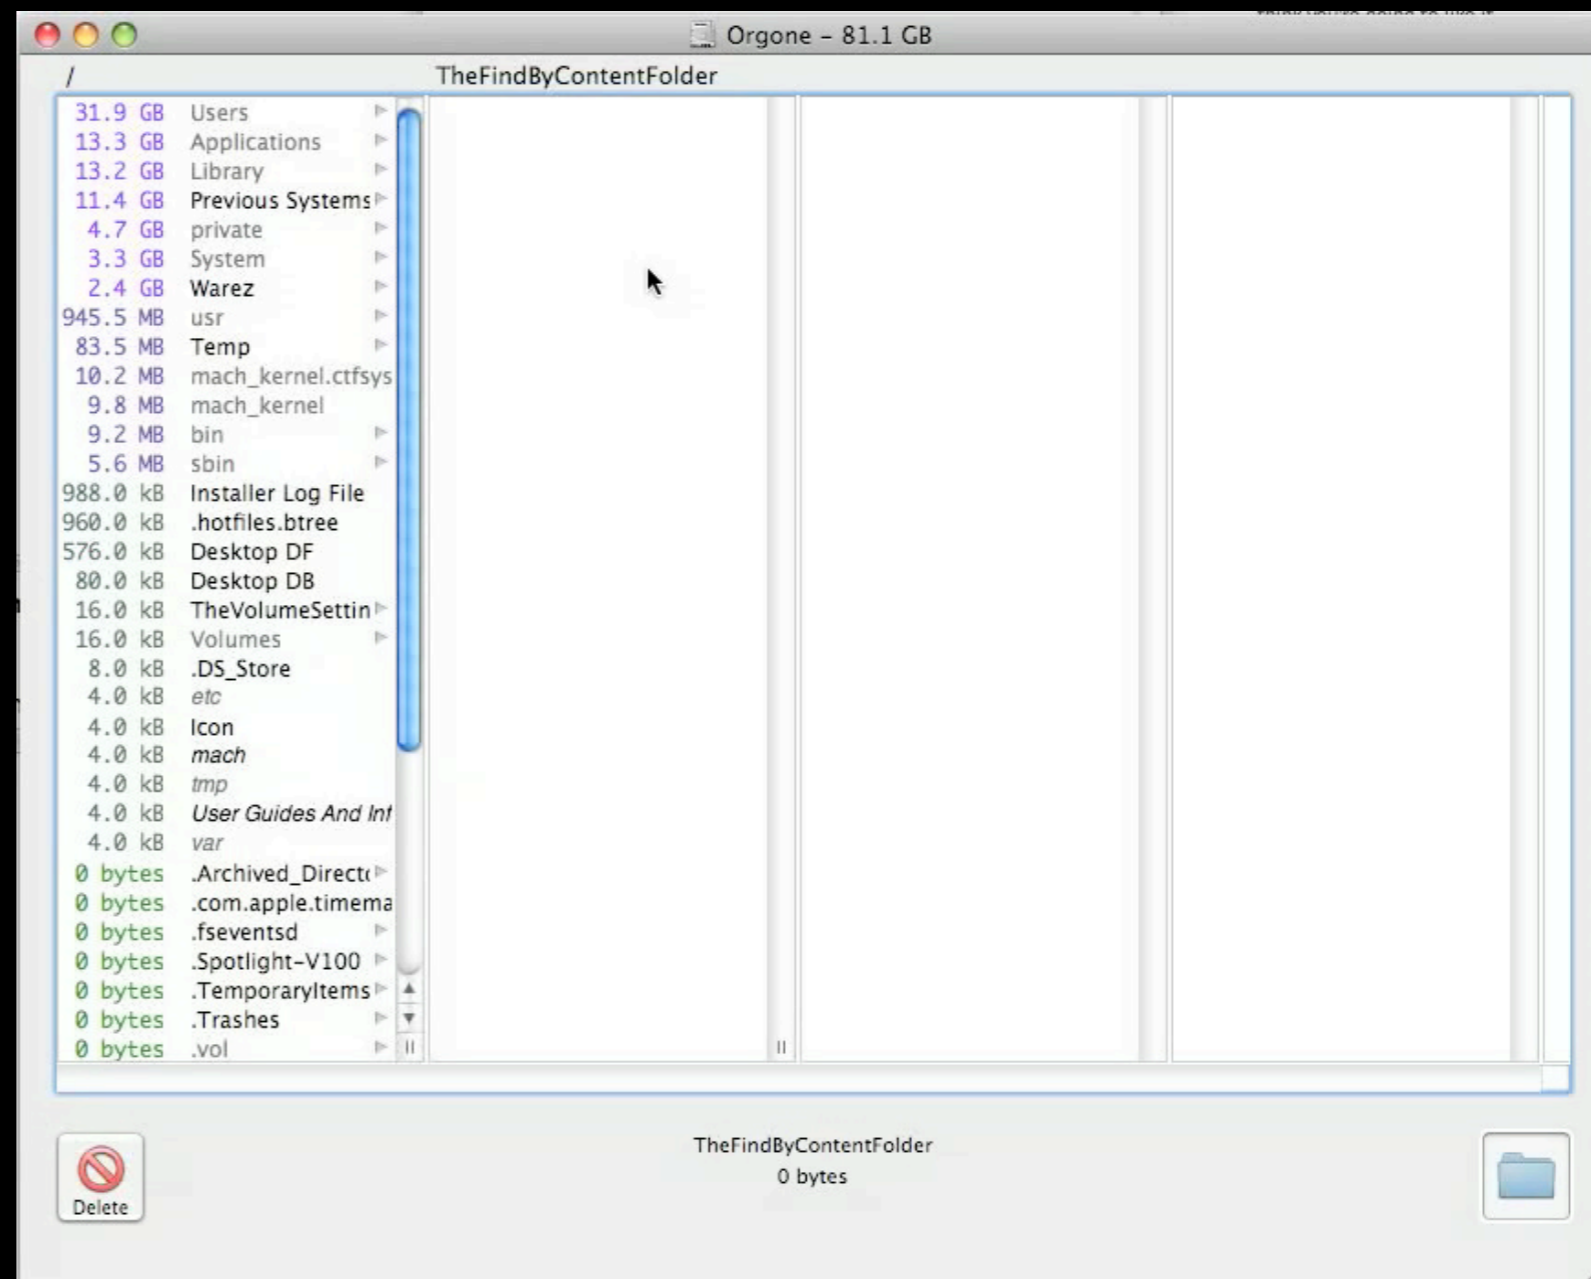 Orgone – 81.1 GB
/ TheFindByContentFolder
31.9 GB Users
13.3 GB Applications
13.2 GB Library
11.4 GB Previous Systems
4.7 GB private
3.3 GB System
2.4 GB Warez
945.5 MB usr
83.5 MB Temp
10.2 MB mach_kernel.ctfsys
9.8 MB mach_kernel
9.2 MB bin
5.6 MB sbin
988.0 kB Installer Log File
960.0 kB .hotfiles.btree
576.0 kB Desktop DF
80.0 kB Desktop DB
16.0 kB TheVolumeSettin
16.0 kB Volumes
8.0 kB .DS_Store
4.0 kB etc
4.0 kB Icon
4.0 kB mach
4.0 kB tmp
4.0 kB User Guides And Inf
4.0 kB var
0 bytes .Archived_Directo
0 bytes .com.apple.timema
0 bytes .fseventsd
0 bytes .Spotlight-V100
0 bytes .TemporaryItems
0 bytes .Trashes
0 bytes .vol
TheFindByContentFolder
0 bytes
Delete